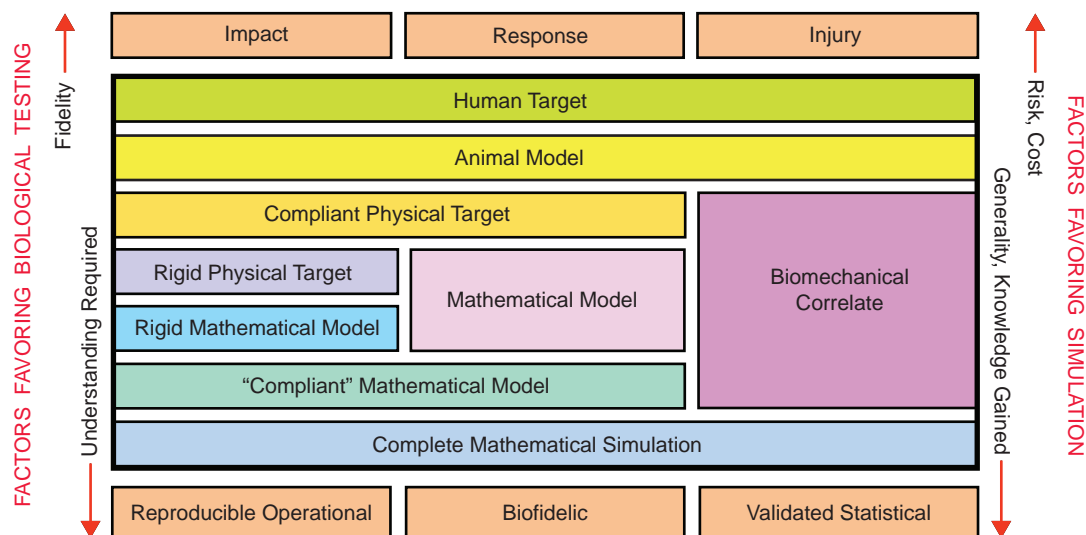 Impact
Response
Injury
FACTORS FAVORING BIOLOGICAL TESTING
Fidelity
Understanding Required
Human Target
Animal Model
Compliant Physical Target
Rigid Physical Target
Rigid Mathematical Model
Mathematical Model
Biomechanical
Correlate
“Compliant” Mathematical Model
Complete Mathematical Simulation
Risk, Cost
Generality, Knowledge Gained
FACTORS FAVORING SIMULATION
Reproducible Operational
Biofidelic
Validated Statistical